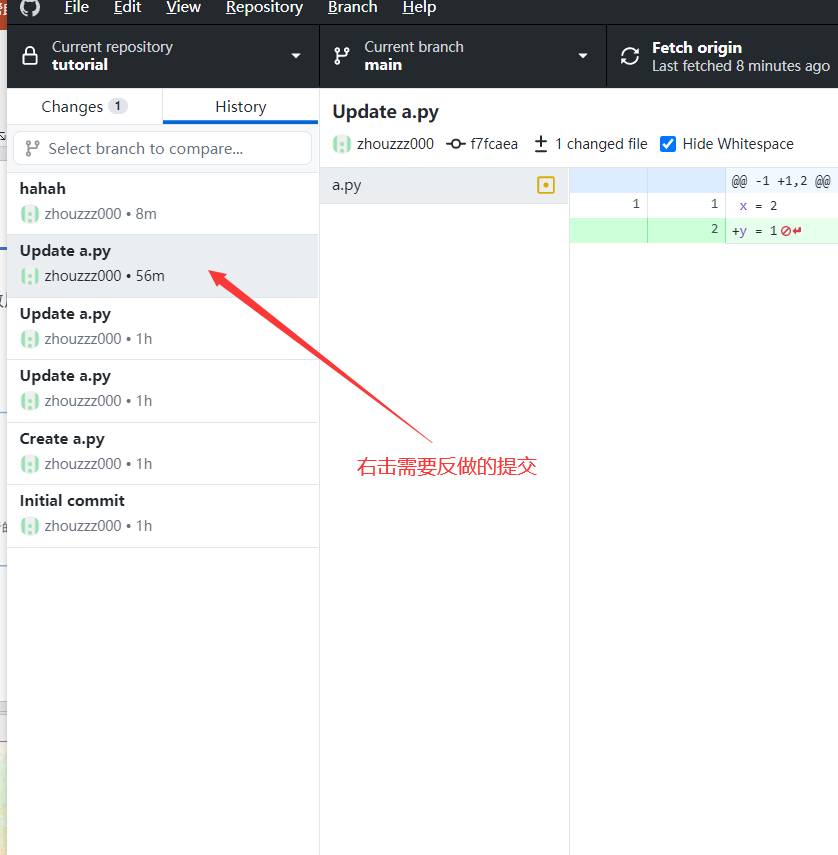 File Edit View Repository Branch Help
Current repository
tutorial
Current branch
main
Fetch origin
Last fetched 8 minutes ago
Changes 1
History
Select branch to compare...
hahah
zhouzzz000 • 8m
Update a.py
zhouzzz000 • 56m
Update a.py
zhouzzz000 • 1h
Update a.py
zhouzzz000 • 1h
Create a.py
zhouzzz000 • 1h
Initial commit
zhouzzz000 • 1h
Update a.py
zhouzzz000 f7fcaea 1 changed file Hide Whitespace
a.py
@@ -1 +1,2 @@
1 1 x = 2
2 +y = 1
右击需要反做的提交